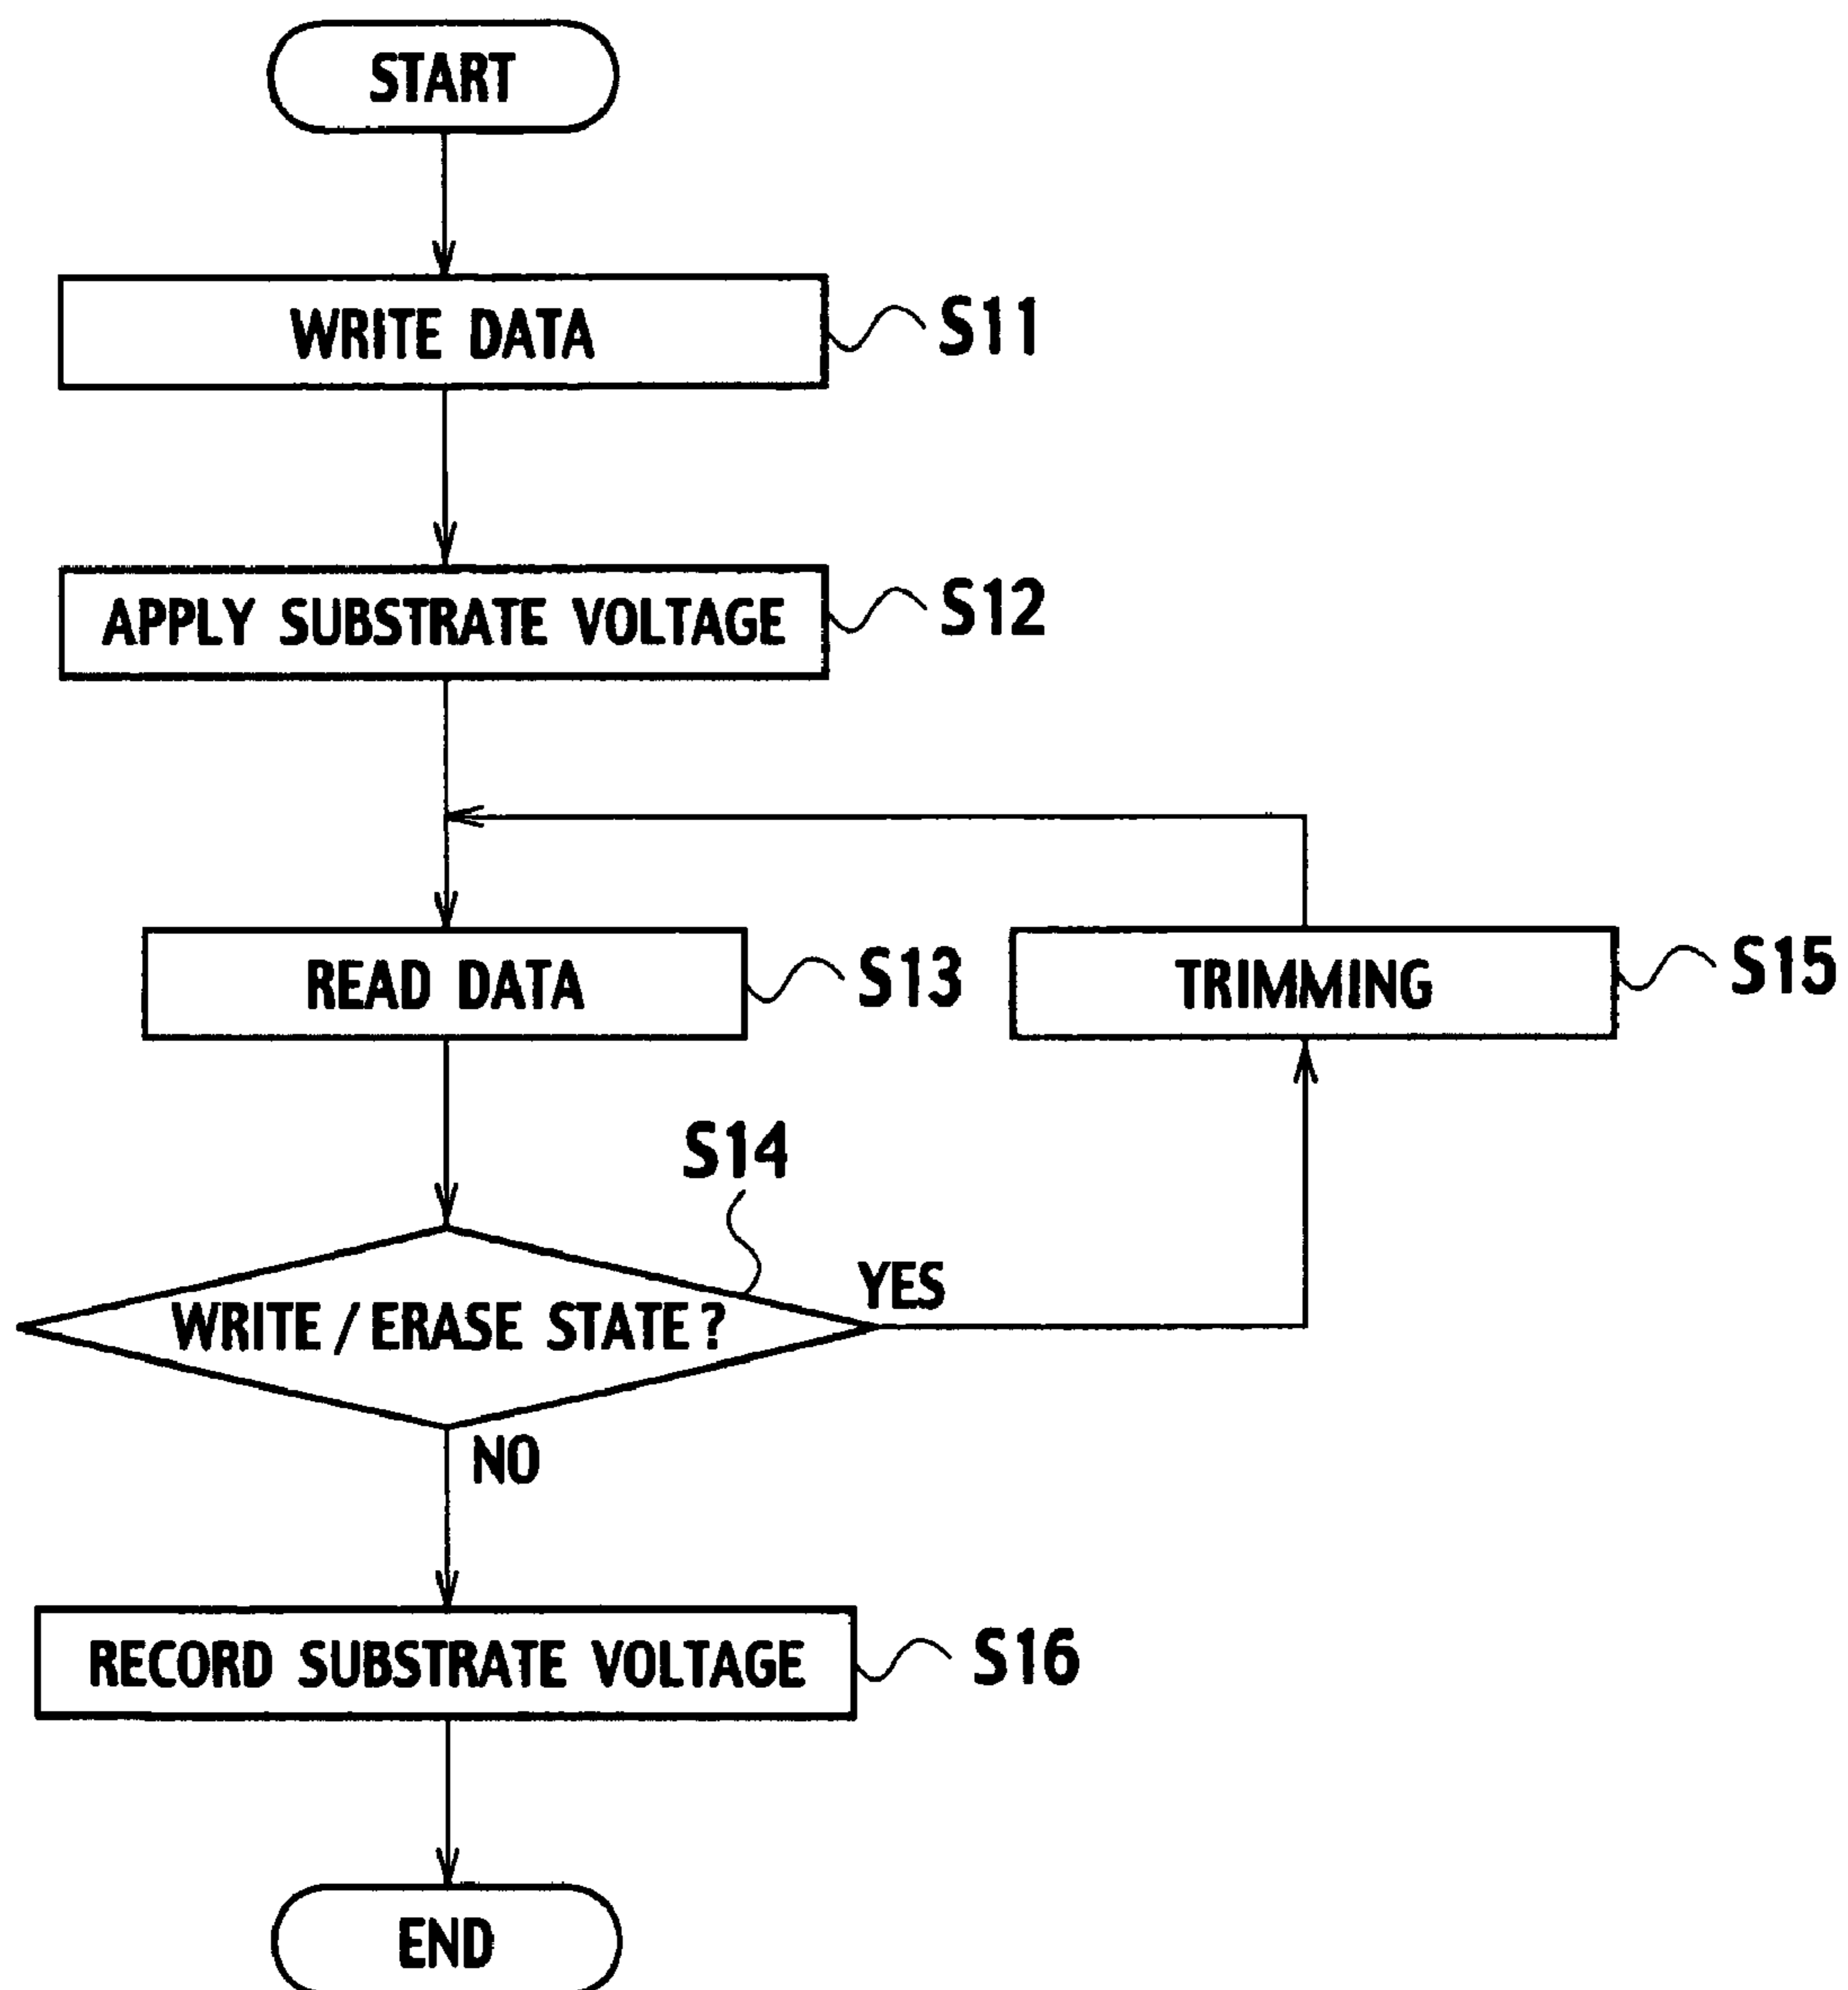 START
WRITE DATA
S11
APPLY SUBSTRATE VOLTAGE
S12
READ DATA
S13
TRIMMING
S15
S14
WRITE/ERASE STATE?
YES
NO
RECORD SUBSTRATE VOLTAGE
S16
END